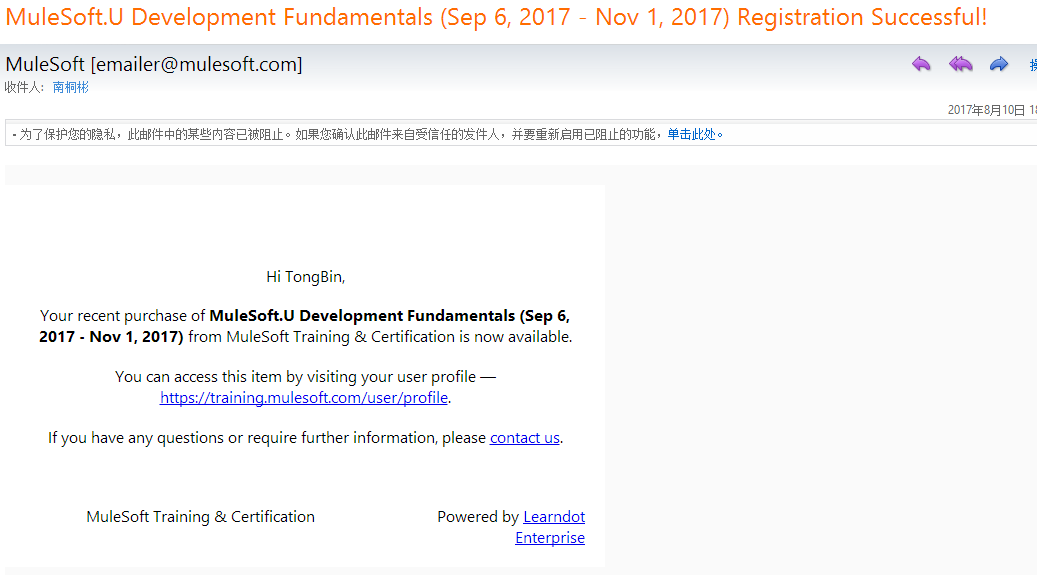 MuleSoft.U Development Fundamentals (Sep 6, 2017 - Nov 1, 2017) Registration Successful!
MuleSoft [emailer@mulesoft.com]
收件人: 南桐彬
2017年8月10日
- 为了保护您的隐私，此邮件中的某些内容已被阻止。如果您确认此邮件来自受信任的发件人，并要重新启用已阻止的功能，单击此处。
Hi TongBin,
Your recent purchase of MuleSoft.U Development Fundamentals (Sep 6,
2017 - Nov 1, 2017) from MuleSoft Training & Certification is now available.
You can access this item by visiting your user profile —
https://training.mulesoft.com/user/profile.
If you have any questions or require further information, please contact us.
MuleSoft Training & Certification
Powered by Learndot
Enterprise